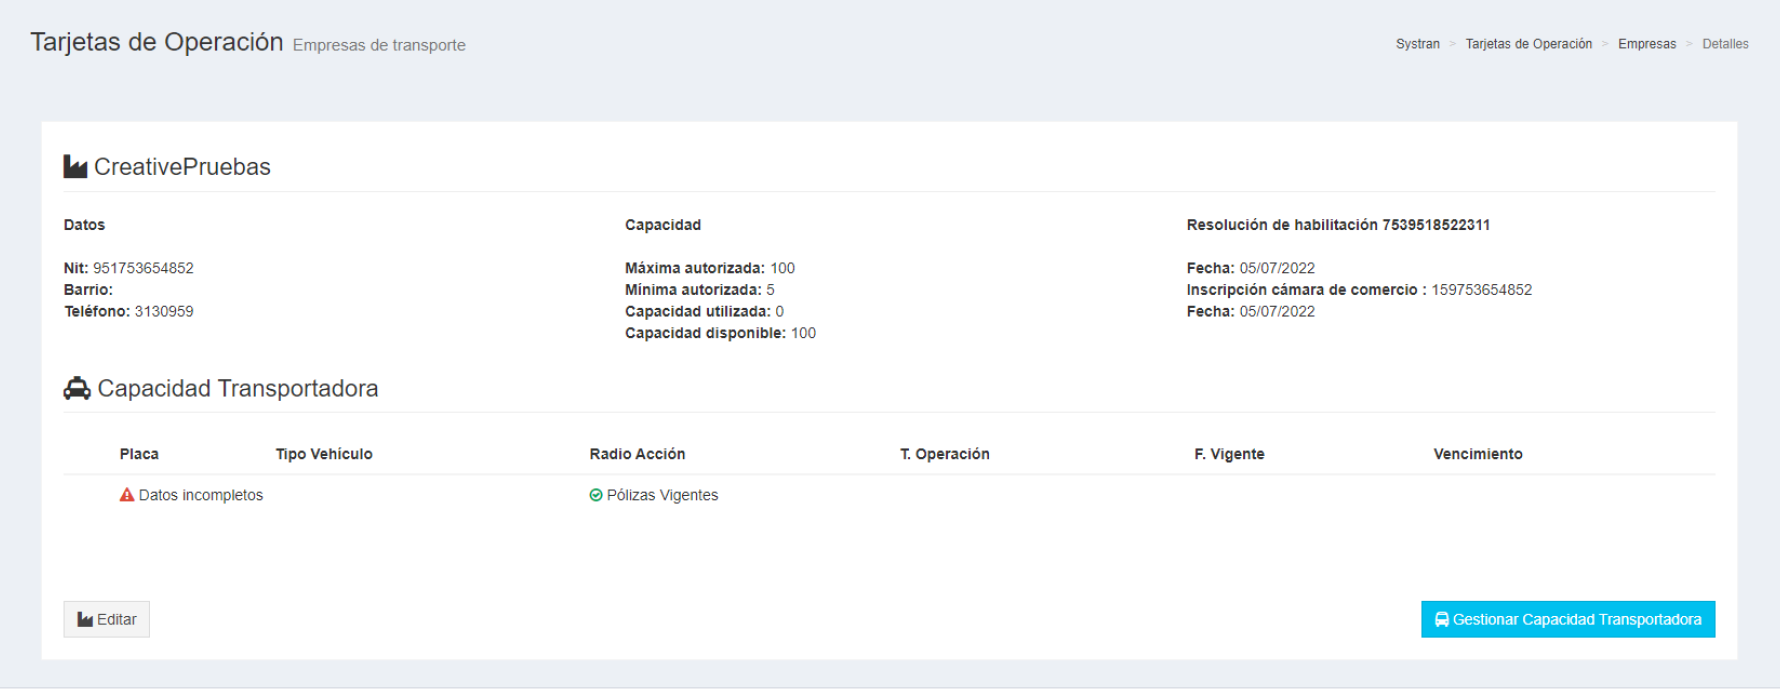 Tarjetas de Operación Empresas de transporte
Systran > Tarjetas de Operación > Empresas > Detalles
CreativePruebas
Datos
Nit: 951753654852
Barrio:
Teléfono: 3130959
Capacidad
Máxima autorizada: 100
Mínima autorizada: 5
Capacidad utilizada: 0
Capacidad disponible: 100
Resolución de habilitación 7539518522311
Fecha: 05/07/2022
Inscripción cámara de comercio : 159753654852
Fecha: 05/07/2022
Capacidad Transportadora
Placa Tipo Vehículo Radio Acción T. Operación F. Vigente Vencimiento
Datos incompletos Pólizas Vigentes
Editar
Gestionar Capacidad Transportadora